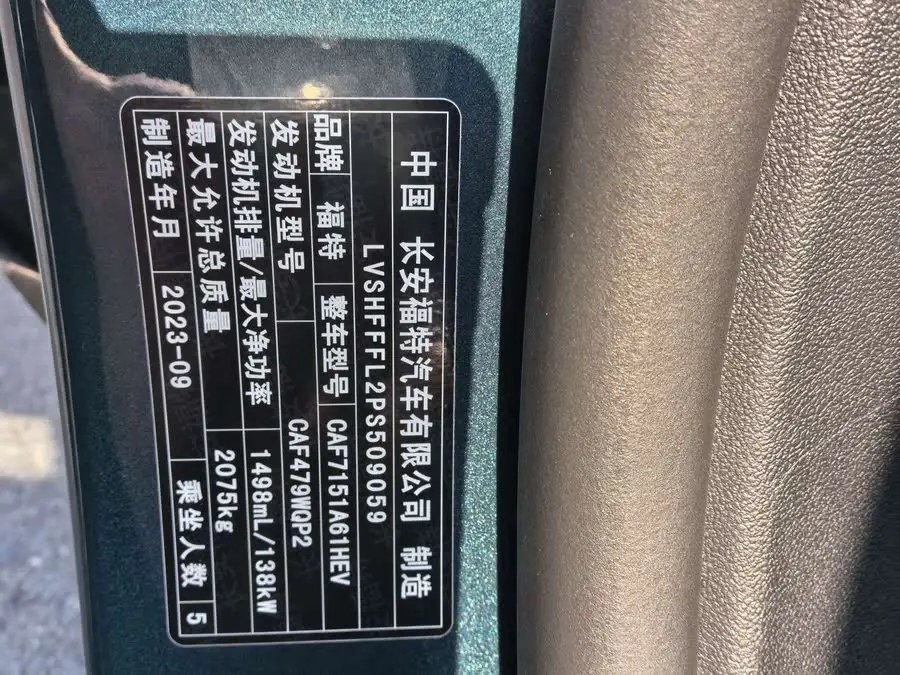 中国 长安福特汽车有限公司 制造
LVSHFFFL2PS509059
品牌 福特 整车型号 CAF7151A61HEV
发动机型号 CAF479WQP2
发动机排量/最大净功率 1498mL/138kW
最大允许总质量 2075kg
制造年月 2023-09 乘坐人数 5